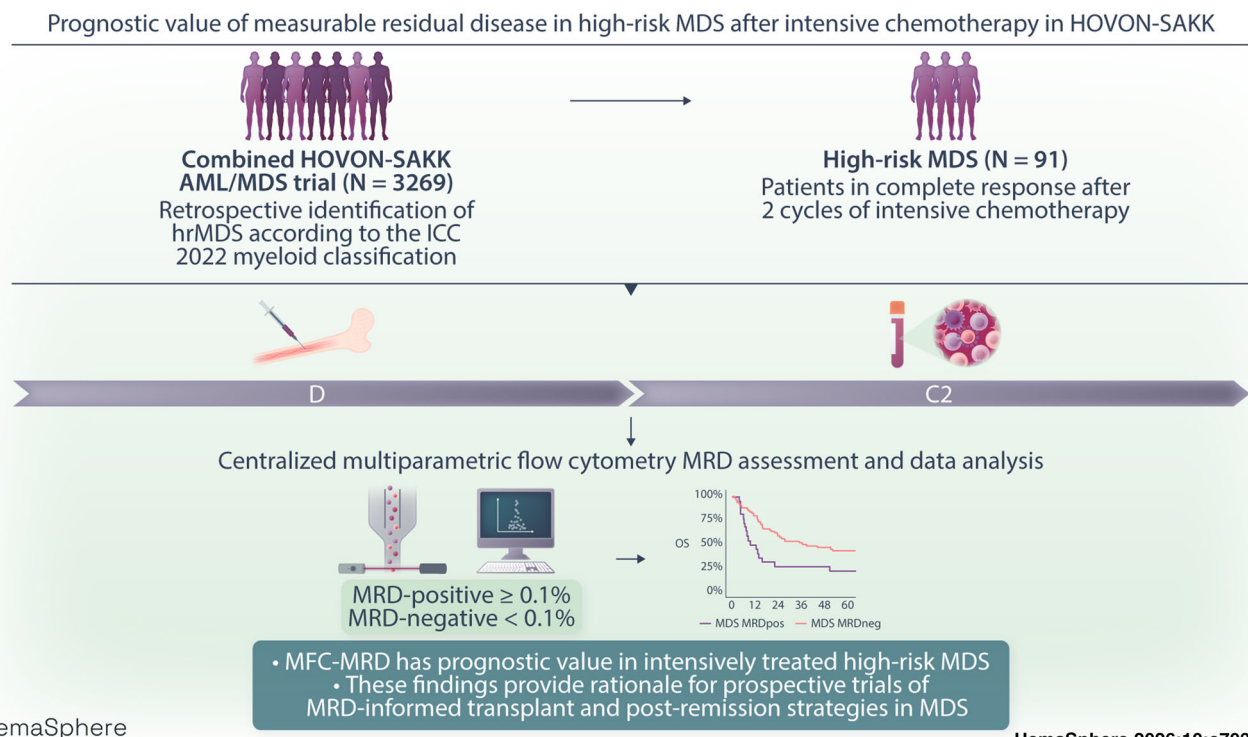 Prognostic value of measurable residual disease in high-risk MDS after intensive chemotherapy in HOVON-SAKK
Combined HOVON-SAKK
AML/MDS trial (N = 3269)
Retrospective identification of
hrMDS according to the ICC
2022 myeloid classification
High-risk MDS (N = 91)
Patients in complete response after
2 cycles of intensive chemotherapy
D
C2
Centralized multiparametric flow cytometry MRD assessment and data analysis
MRD-positive ≥ 0.1%
MRD-negative < 0.1%
100%
75%
OS 50%
25%
0%
0 12 24 36 48 60
MDS MRDpos MDS MRDneg
• MFC-MRD has prognostic value in intensively treated high-risk MDS
• These findings provide rationale for prospective trials of
MRD-informed transplant and post-remission strategies in MDS
emaSphere